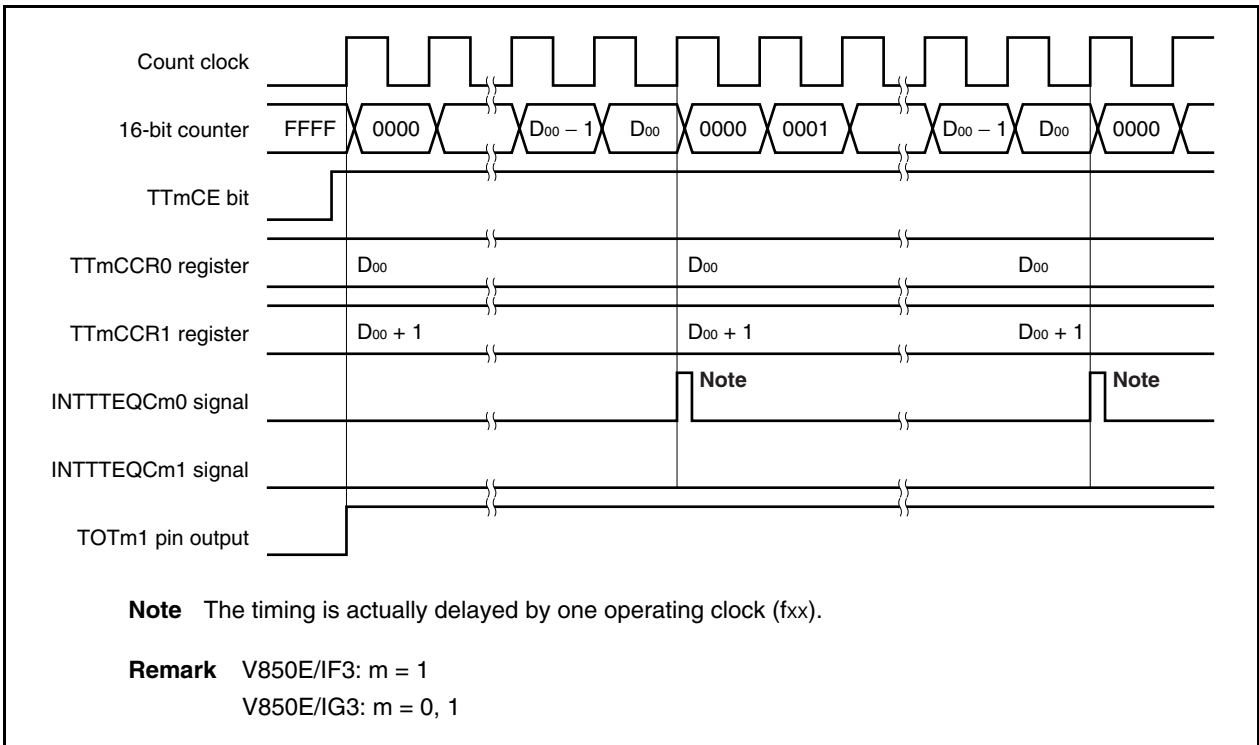 Count clock
16-bit counter FFFF 0000 D00 − 1 D00 0000 0001 D00 − 1 D00 0000
TTmCE bit
TTmCCR0 register D00 D00 D00
TTmCCR1 register D00 + 1 D00 + 1 D00 + 1
INTTTEQCm0 signal Note Note
INTTTEQCm1 signal
TOTm1 pin output
Note The timing is actually delayed by one operating clock (fxx).
Remark V850E/IF3: m = 1
V850E/IG3: m = 0, 1